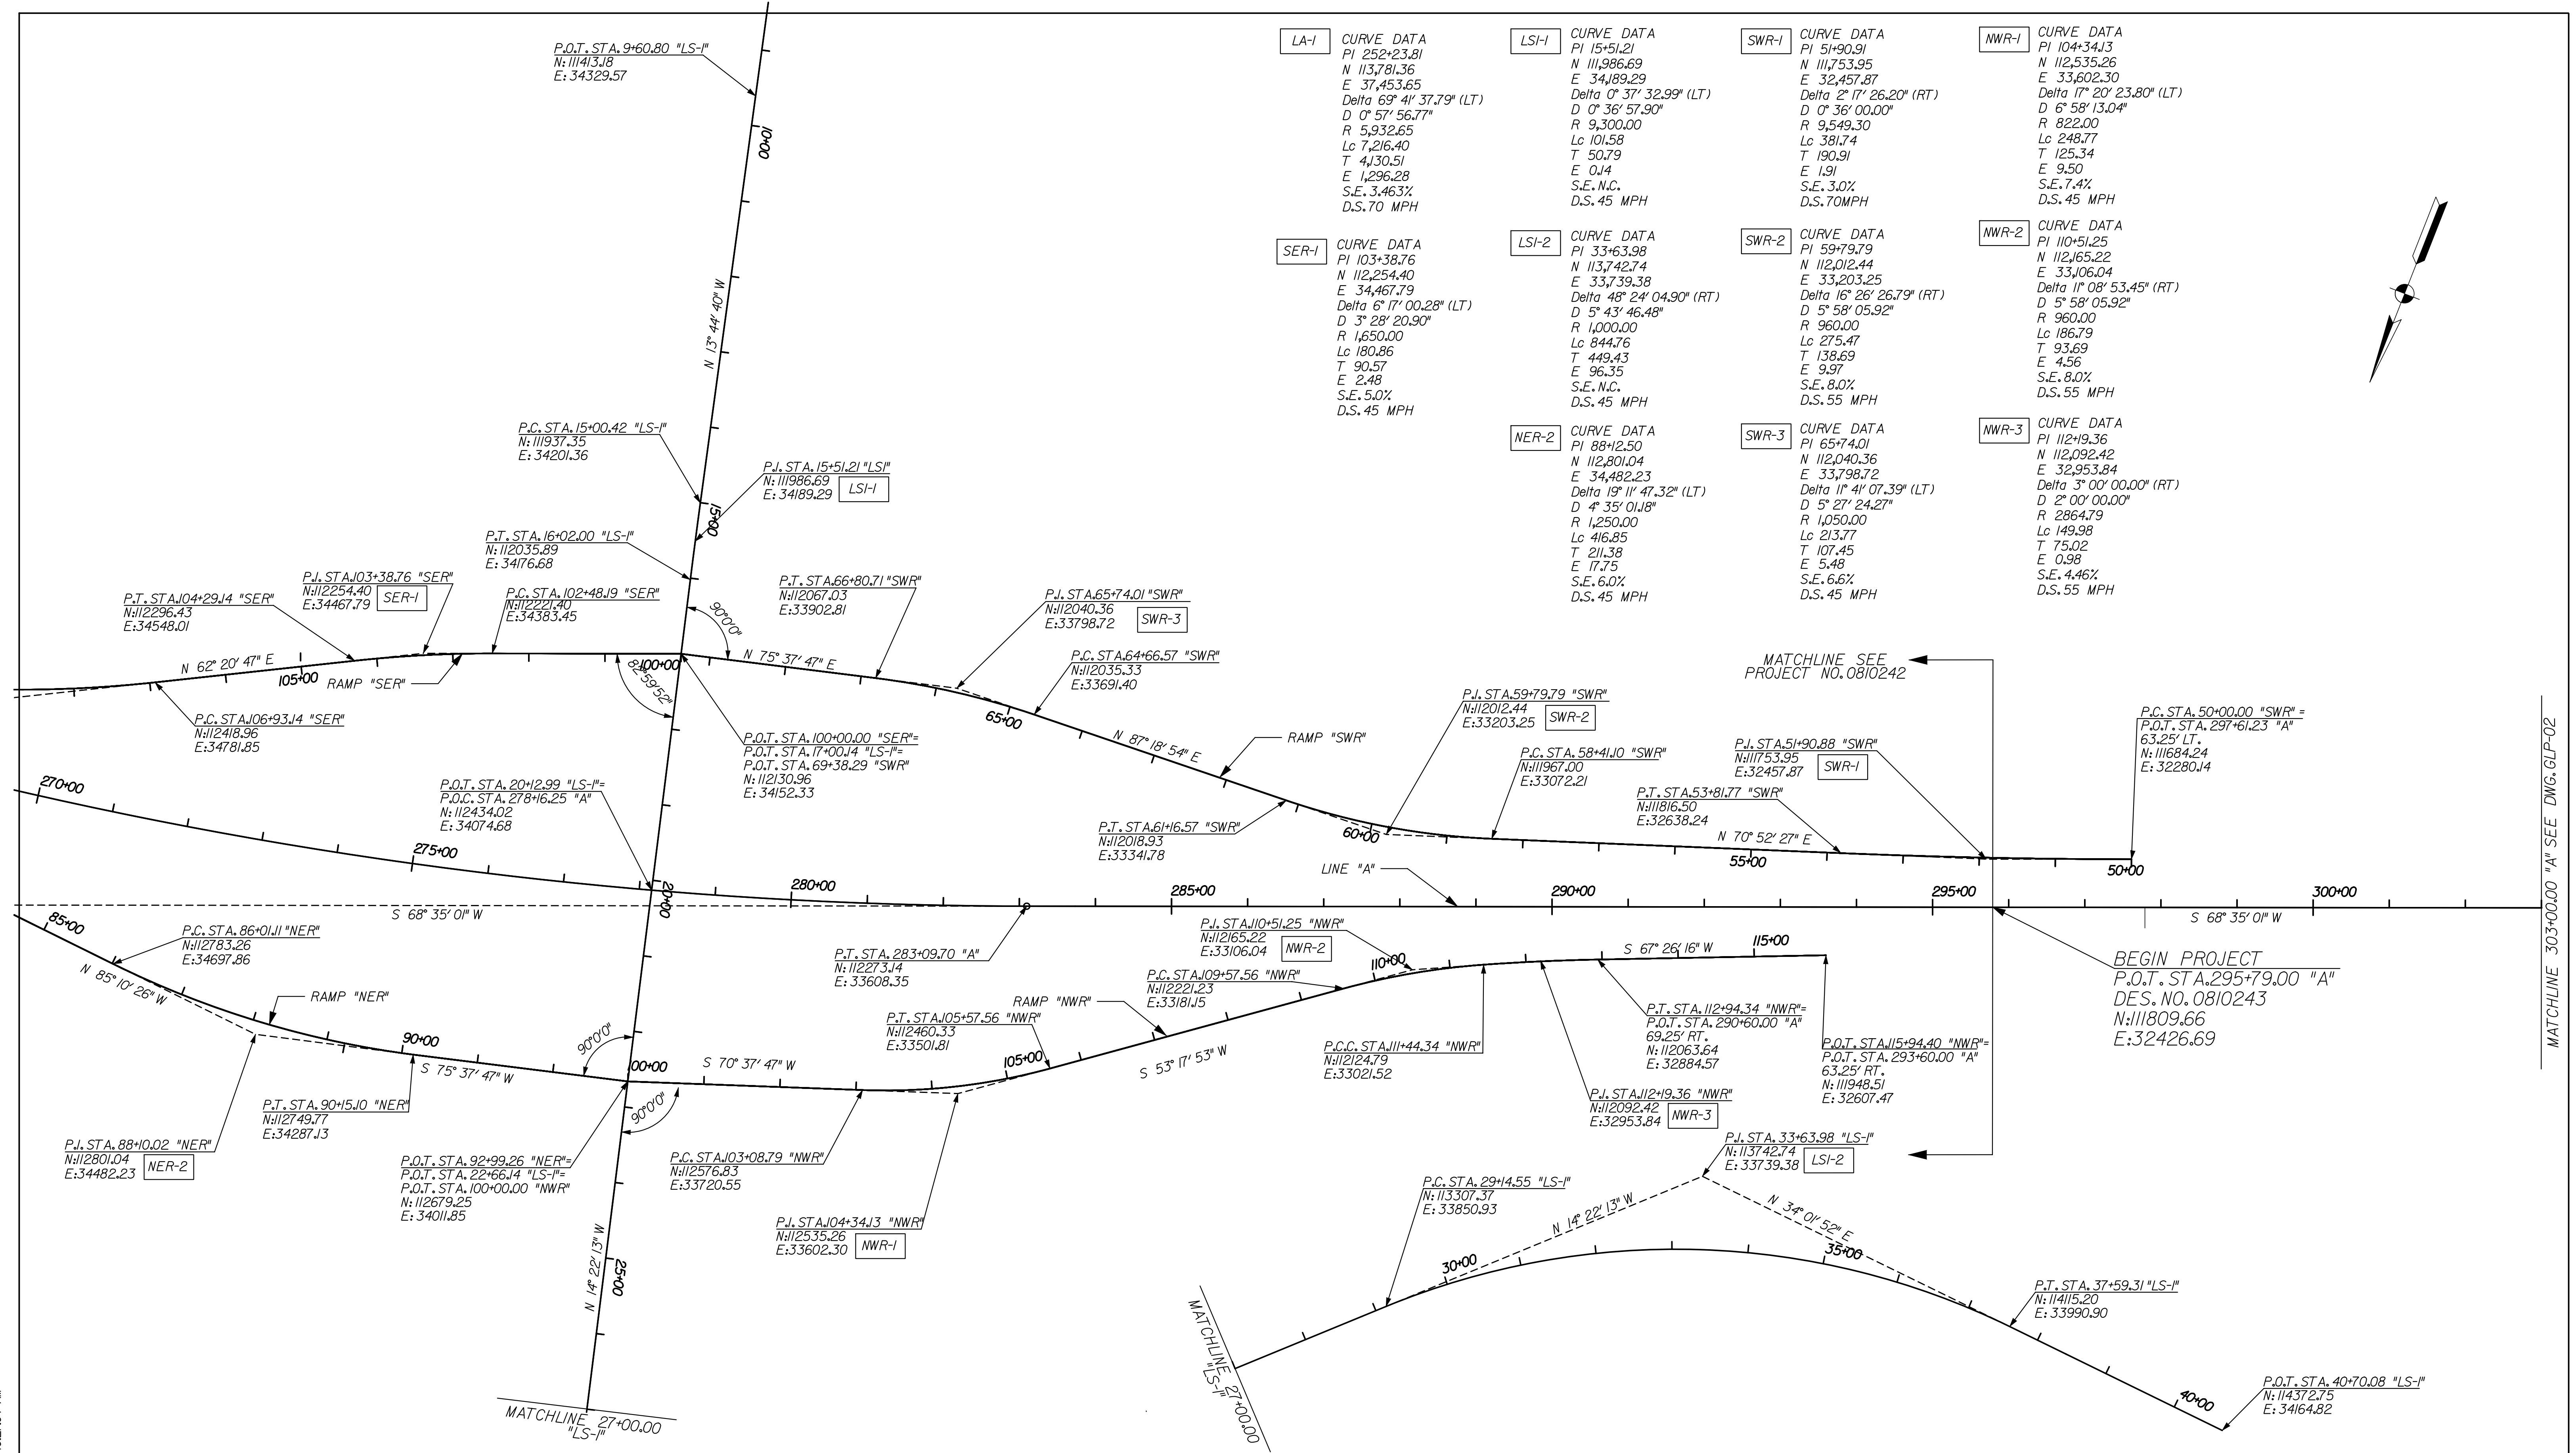 P.O.T. STA. 9+60.80 "LS-1"
N: 111413.18
E: 34329.57
10+00
N 13° 44' 40" W
P.C. STA. 15+00.42 "LS-1"
N: 111937.35
E: 34201.36
P.I. STA. 15+51.21 "LS1"
N: 111986.69
E: 34189.29
LS1-1
15+00
P.T. STA. 16+02.00 "LS-1"
N: 112035.89
E: 34176.68
LA-1
CURVE DATA
PI 252+23.81
N 113,781.36
E 37,453.65
Delta 69° 41' 37.79" (LT)
D 0° 57' 56.77"
R 5,932.65
Lc 7,216.40
T 4,130.51
E 1,296.28
S.E. 3.463%
D.S. 70 MPH
SER-1
CURVE DATA
PI 103+38.76
N 112,254.40
E 34,467.79
Delta 6° 17' 00.28" (LT)
D 3° 28' 20.90"
R 1,650.00
Lc 180.86
T 90.57
E 2.48
S.E. 5.0%
D.S. 45 MPH
LS1-1
CURVE DATA
PI 15+51.21
N 111,986.69
E 34,189.29
Delta 0° 37' 32.99" (LT)
D 0° 36' 57.90"
R 9,300.00
Lc 101.58
T 50.79
E 0.14
S.E. N.C.
D.S. 45 MPH
LS1-2
CURVE DATA
PI 33+63.98
N 113,742.74
E 33,739.38
Delta 48° 24' 04.90" (RT)
D 5° 43' 46.48"
R 1,000.00
Lc 844.76
T 449.43
E 96.35
S.E. N.C.
D.S. 45 MPH
NER-2
CURVE DATA
PI 88+12.50
N 112,801.04
E 34,482.23
Delta 19° 11' 47.32" (LT)
D 4° 35' 01.18"
R 1,250.00
Lc 416.85
T 211.38
E 17.75
S.E. 6.0%
D.S. 45 MPH
SWR-1
CURVE DATA
PI 51+90.91
N 111,753.95
E 32,457.87
Delta 2° 17' 26.20" (RT)
D 0° 36' 00.00"
R 9,549.30
Lc 381.74
T 190.91
E 1.91
S.E. 3.0%
D.S. 70MPH
SWR-2
CURVE DATA
PI 59+79.79
N 112,012.44
E 33,203.25
Delta 16° 26' 26.79" (RT)
D 5° 58' 05.92"
R 960.00
Lc 275.47
T 138.69
E 9.97
S.E. 8.0%
D.S. 55 MPH
SWR-3
CURVE DATA
PI 65+74.01
N 112,040.36
E 33,798.72
Delta 11° 41' 07.39" (LT)
D 5° 27' 24.27"
R 1,050.00
Lc 213.77
T 107.45
E 5.48
S.E. 6.6%
D.S. 45 MPH
NWR-1
CURVE DATA
PI 104+34.13
N 112,535.26
E 33,602.30
Delta 17° 20' 23.80" (LT)
D 6° 58' 13.04"
R 822.00
Lc 248.77
T 125.34
E 9.50
S.E. 7.4%
D.S. 45 MPH
NWR-2
CURVE DATA
PI 110+51.25
N 112,165.22
E 33,106.04
Delta 11° 08' 53.45" (RT)
D 5° 58' 05.92"
R 960.00
Lc 186.79
T 93.69
E 4.56
S.E. 8.0%
D.S. 55 MPH
NWR-3
CURVE DATA
PI 112+19.36
N 112,092.42
E 32,953.84
Delta 3° 00' 00.00" (RT)
D 2° 00' 00.00"
R 2864.79
Lc 149.98
T 75.02
E 0.98
S.E. 4.46%
D.S. 55 MPH
P.T. STA. 104+29.14 "SER"
N: 112296.43
E: 34548.01
P.I. STA. 103+38.76 "SER"
N: 112254.40
E: 34467.79
SER-1
P.C. STA. 102+48.19 "SER"
N: 112221.40
E: 34383.45
N 62° 20' 47" E
105+00
RAMP "SER"
100+00
90°0'0"
82°59'52"
N 75° 37' 47" E
P.T. STA. 66+80.71 "SWR"
N: 112067.03
E: 33902.81
P.I. STA. 65+74.01 "SWR"
N: 112040.36
E: 33798.72
SWR-3
P.C. STA. 64+66.57 "SWR"
N: 112035.33
E: 33691.40
65+00
N 87° 18' 54" E
RAMP "SWR"
P.C. STA. 106+93.14 "SER"
N: 112418.96
E: 34781.85
P.O.T. STA. 100+00.00 "SER"=
P.O.T. STA. 17+00.14 "LS-1"=
P.O.T. STA. 69+38.29 "SWR"
N: 112130.96
E: 34152.33
MATCHLINE SEE
PROJECT NO. 0810242
P.I. STA. 59+79.79 "SWR"
N: 112012.44
E: 33203.25
SWR-2
P.C. STA. 58+41.10 "SWR"
N: 111967.00
E: 33072.21
P.I. STA. 51+90.88 "SWR"
N: 111753.95
E: 32457.87
SWR-1
P.T. STA. 53+81.77 "SWR"
N: 111816.50
E: 32638.24
P.C. STA. 50+00.00 "SWR" =
P.O.T. STA. 297+61.23 "A"
63.25' LT.
N: 111684.24
E: 32280.14
P.T. STA. 61+16.57 "SWR"
N: 112018.93
E: 33341.78
60+00
N 70° 52' 27" E
55+00
50+00
MATCHLINE 303+00.00 "A" SEE DWG. GLP-02
270+00
P.O.T. STA. 20+12.99 "LS-1"=
P.O.C. STA. 278+16.25 "A"
N: 112434.02
E: 34074.68
275+00
20+00
280+00
LINE "A"
285+00
290+00
295+00
300+00
S 68° 35' 01" W
S 68° 35' 01" W
85+00
P.C. STA. 86+01.11 "NER"
N: 112783.26
E: 34697.86
N 85° 10' 26" W
RAMP "NER"
P.T. STA. 283+09.70 "A"
N: 112273.14
E: 33608.35
P.I. STA. 110+51.25 "NWR"
N: 112165.22
E: 33106.04
NWR-2
P.C. STA. 109+57.56 "NWR"
N: 112221.23
E: 33181.15
110+00
S 67° 26' 16" W
115+00
RAMP "NWR"
P.T. STA. 105+57.56 "NWR"
N: 112460.33
E: 33501.81
105+00
S 53° 17' 53" W
BEGIN PROJECT
P.O.T. STA. 295+79.00 "A"
DES. NO. 0810243
N: 111809.66
E: 32426.69
P.T. STA. 112+94.34 "NWR"=
P.O.T. STA. 290+60.00 "A"
69.25' RT.
N: 112063.64
E: 32884.57
P.O.T. STA. 115+94.40 "NWR"=
P.O.T. STA. 293+60.00 "A"
63.25' RT.
N: 111948.51
E: 32607.47
P.C.C. STA. 111+44.34 "NWR"
N: 112124.79
E: 33021.52
P.I. STA. 112+19.36 "NWR"
N: 112092.42
E: 32953.84
NWR-3
90+00
S 75° 37' 47" W
90°0'0"
00+00
S 70° 37' 47" W
90°0'0"
P.T. STA. 90+15.10 "NER"
N: 112749.77
E: 34287.13
P.I. STA. 88+10.02 "NER"
N: 112801.04
E: 34482.23
NER-2
P.O.T. STA. 92+99.26 "NER"=
P.O.T. STA. 22+66.14 "LS-1"=
P.O.T. STA. 100+00.00 "NWR"
N: 112679.25
E: 34011.85
P.C. STA. 103+08.79 "NWR"
N: 112576.83
E: 33720.55
P.I. STA. 104+34.13 "NWR"
N: 112535.26
E: 33602.30
NWR-1
N 14° 22' 13" W
25+00
MATCHLINE 27+00.00
"LS-1"
P.I. STA. 33+63.98 "LS-1"
N: 113742.74
E: 33739.38
LS1-2
P.C. STA. 29+14.55 "LS-1"
N: 113307.37
E: 33850.93
N 14° 22' 13" W
N 34° 01' 52" E
30+00
35+00
MATCHLINE 27+00.00
"LS-1"
P.T. STA. 37+59.31 "LS-1"
N: 114115.20
E: 33990.90
40+00
P.O.T. STA. 40+70.08 "LS-1"
N: 114372.75
E: 34164.82